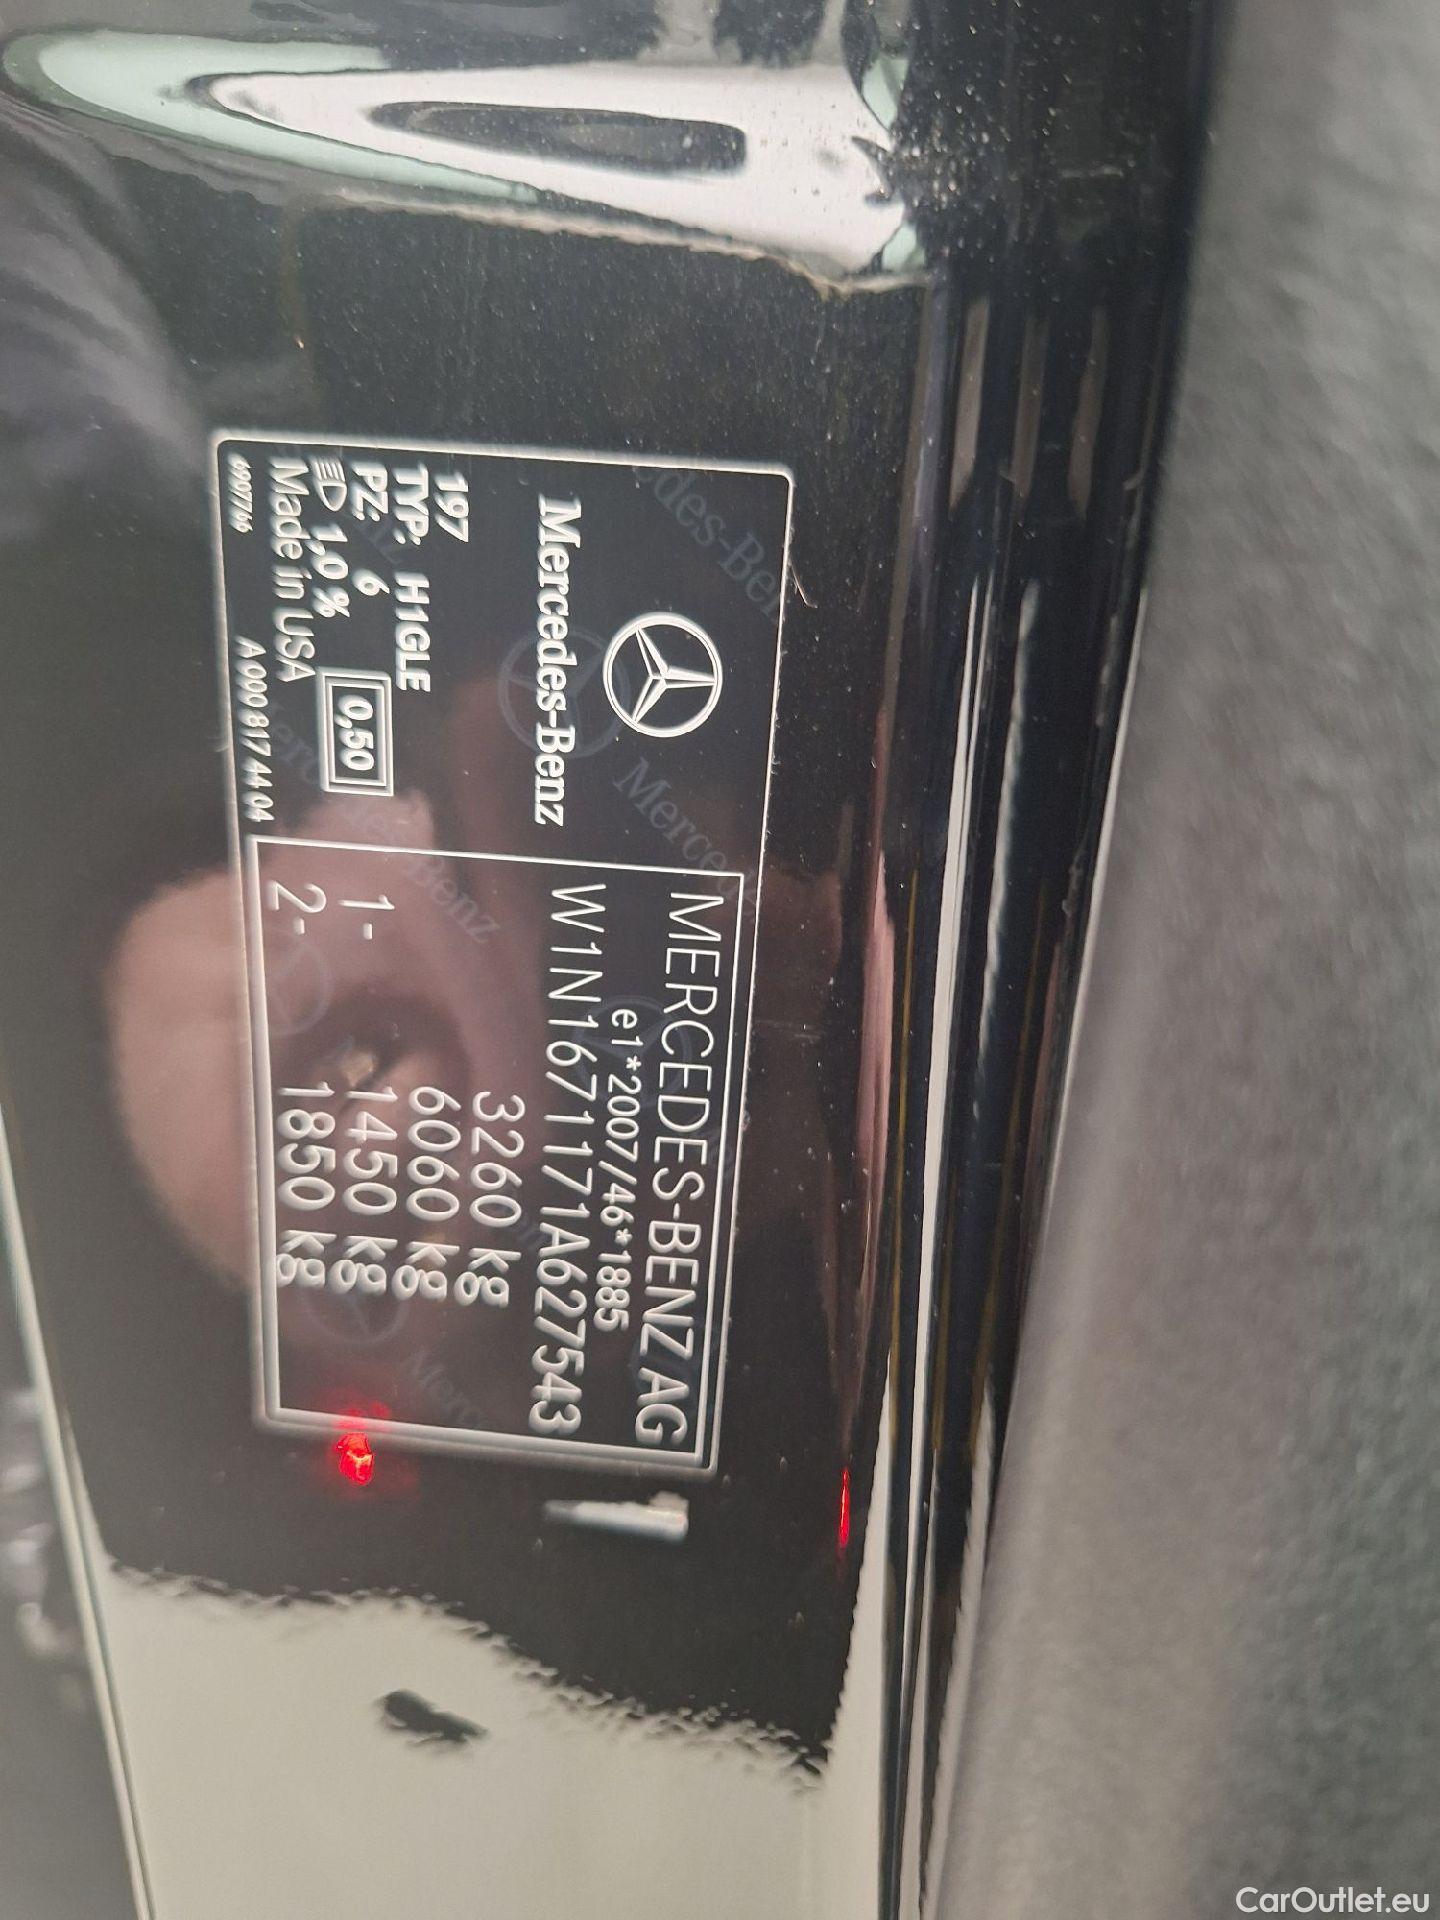 Mercedes-Benz
197
TYP: H1GLE
PZ: 6
1,0 %
0,50
Made in USA
6907766
A 000 817 44 04
MERCEDES-BENZ AG
e1*2007/46*1885
W1N1671171A627543
3260 kg
6060 kg
1- 1450 kg
2- 1850 kg
CarOutlet.eu